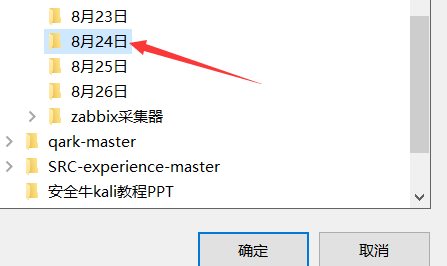 8月23日
8月24日
8月25日
8月26日
zabbix采集器
qark-master
SRC-experience-master
安全牛kali教程PPT
确定
取消